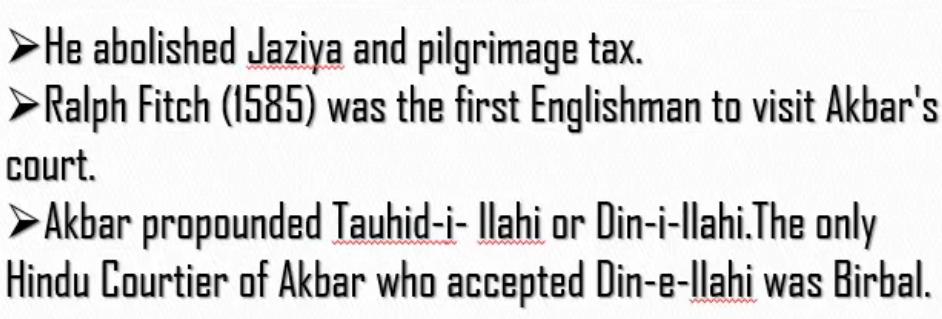 ➢He abolished Jaziya and pilgrimage tax.
➢Ralph Fitch (1585) was the first Englishman to visit Akbar's
court.
➢Akbar propounded Tauhid-i- Ilahi or Din-i-Ilahi.The only
Hindu Courtier of Akbar who accepted Din-e-Ilahi was Birbal.